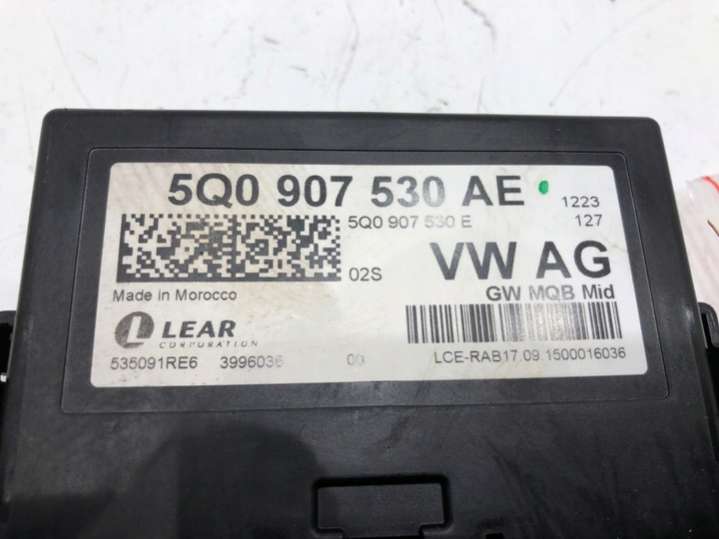 5Q0 907 530 AE 1223
5Q0 907 530 E 127
02S VW AG
Made in Morocco GW MQB Mid
LEAR
CORPORATION
535091RE6 3996036 00 LCE-RAB17.09.1500016036